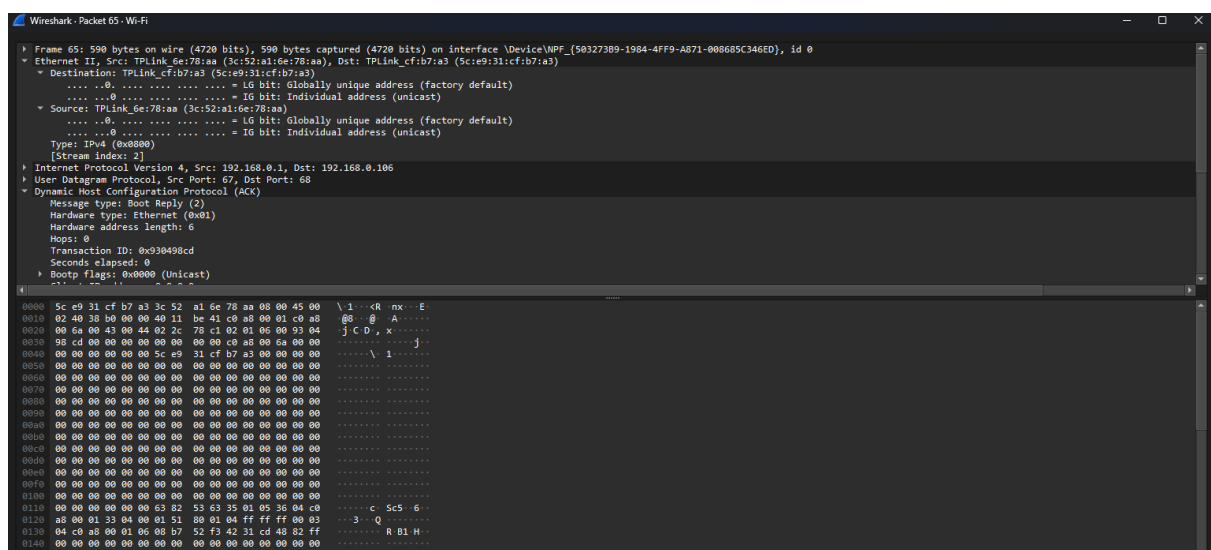 Wireshark · Packet 65 · Wi-Fi
Frame 65: 590 bytes on wire (4720 bits), 590 bytes captured (4720 bits) on interface \Device\NPF_{503273B9-1984-4FF9-A871-008685C346ED}, id 0
Ethernet II, Src: TPLink_6e:78:aa (3c:52:a1:6e:78:aa), Dst: TPLink_cf:b7:a3 (5c:e9:31:cf:b7:a3)
Destination: TPLink_cf:b7:a3 (5c:e9:31:cf:b7:a3)
.... ..0. .... .... .... .... = LG bit: Globally unique address (factory default)
.... ...0 .... .... .... .... = IG bit: Individual address (unicast)
Source: TPLink_6e:78:aa (3c:52:a1:6e:78:aa)
.... ..0. .... .... .... .... = LG bit: Globally unique address (factory default)
.... ...0 .... .... .... .... = IG bit: Individual address (unicast)
Type: IPv4 (0x0800)
[Stream index: 2]
Internet Protocol Version 4, Src: 192.168.0.1, Dst: 192.168.0.106
User Datagram Protocol, Src Port: 67, Dst Port: 68
Dynamic Host Configuration Protocol (ACK)
Message type: Boot Reply (2)
Hardware type: Ethernet (0x01)
Hardware address length: 6
Hops: 0
Transaction ID: 0x930498cd
Seconds elapsed: 0
Bootp flags: 0x0000 (Unicast)
0000 5c e9 31 cf b7 a3 3c 52 a1 6e 78 aa 08 00 45 00 \·1···<R ·nx···E·
0010 02 40 38 b0 00 00 40 11 be 41 c0 a8 00 01 c0 a8 ·@8···@· ·A······
0020 00 6a 00 43 00 44 02 2c 78 c1 02 01 06 00 93 04 ·j·C·D·, x·······
0030 98 cd 00 00 00 00 00 00 00 00 c0 a8 00 6a 00 00 ········ ·····j··
0040 00 00 00 00 00 00 5c e9 31 cf b7 a3 00 00 00 00 ······\· 1·······
0050 00 00 00 00 00 00 00 00 00 00 00 00 00 00 00 00 ········ ········
0060 00 00 00 00 00 00 00 00 00 00 00 00 00 00 00 00 ········ ········
0070 00 00 00 00 00 00 00 00 00 00 00 00 00 00 00 00 ········ ········
0080 00 00 00 00 00 00 00 00 00 00 00 00 00 00 00 00 ········ ········
0090 00 00 00 00 00 00 00 00 00 00 00 00 00 00 00 00 ········ ········
00a0 00 00 00 00 00 00 00 00 00 00 00 00 00 00 00 00 ········ ········
00b0 00 00 00 00 00 00 00 00 00 00 00 00 00 00 00 00 ········ ········
00c0 00 00 00 00 00 00 00 00 00 00 00 00 00 00 00 00 ········ ········
00d0 00 00 00 00 00 00 00 00 00 00 00 00 00 00 00 00 ········ ········
00e0 00 00 00 00 00 00 00 00 00 00 00 00 00 00 00 00 ········ ········
00f0 00 00 00 00 00 00 00 00 00 00 00 00 00 00 00 00 ········ ········
0100 00 00 00 00 00 00 00 00 00 00 00 00 00 00 00 00 ········ ········
0110 00 00 00 00 00 00 63 82 53 63 35 01 05 36 04 c0 ······c· Sc5··6··
0120 a8 00 01 33 04 00 01 51 80 01 04 ff ff ff 00 03 ···3···Q ········
0130 04 c0 a8 00 01 06 08 b7 52 f3 42 31 cd 48 82 ff ········ R·B1·H··
0140 00 00 00 00 00 00 00 00 00 00 00 00 00 00 00 00 ········ ········